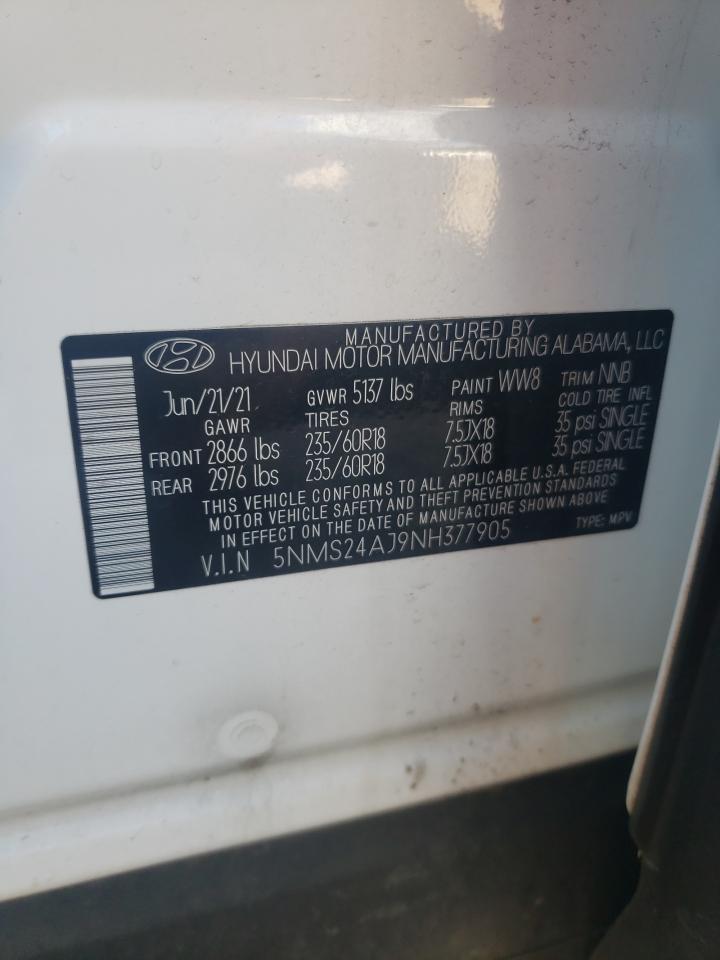 MANUFACTURED BY
HYUNDAI MOTOR MANUFACTURING ALABAMA, LLC
Jun/21/21 GVWR 5137 lbs PAINT WW8 TRIM NNB
GAWR TIRES RIMS COLD TIRE INFL
FRONT 2866 lbs 235/60R18 7.5JX18 35 psi SINGLE
REAR 2976 lbs 235/60R18 7.5JX18 35 psi SINGLE
THIS VEHICLE CONFORMS TO ALL APPLICABLE U.S.A. FEDERAL
MOTOR VEHICLE SAFETY AND THEFT PREVENTION STANDARDS
IN EFFECT ON THE DATE OF MANUFACTURE SHOWN ABOVE
V.I.N 5NMS24AJ9NH377905 TYPE: MPV